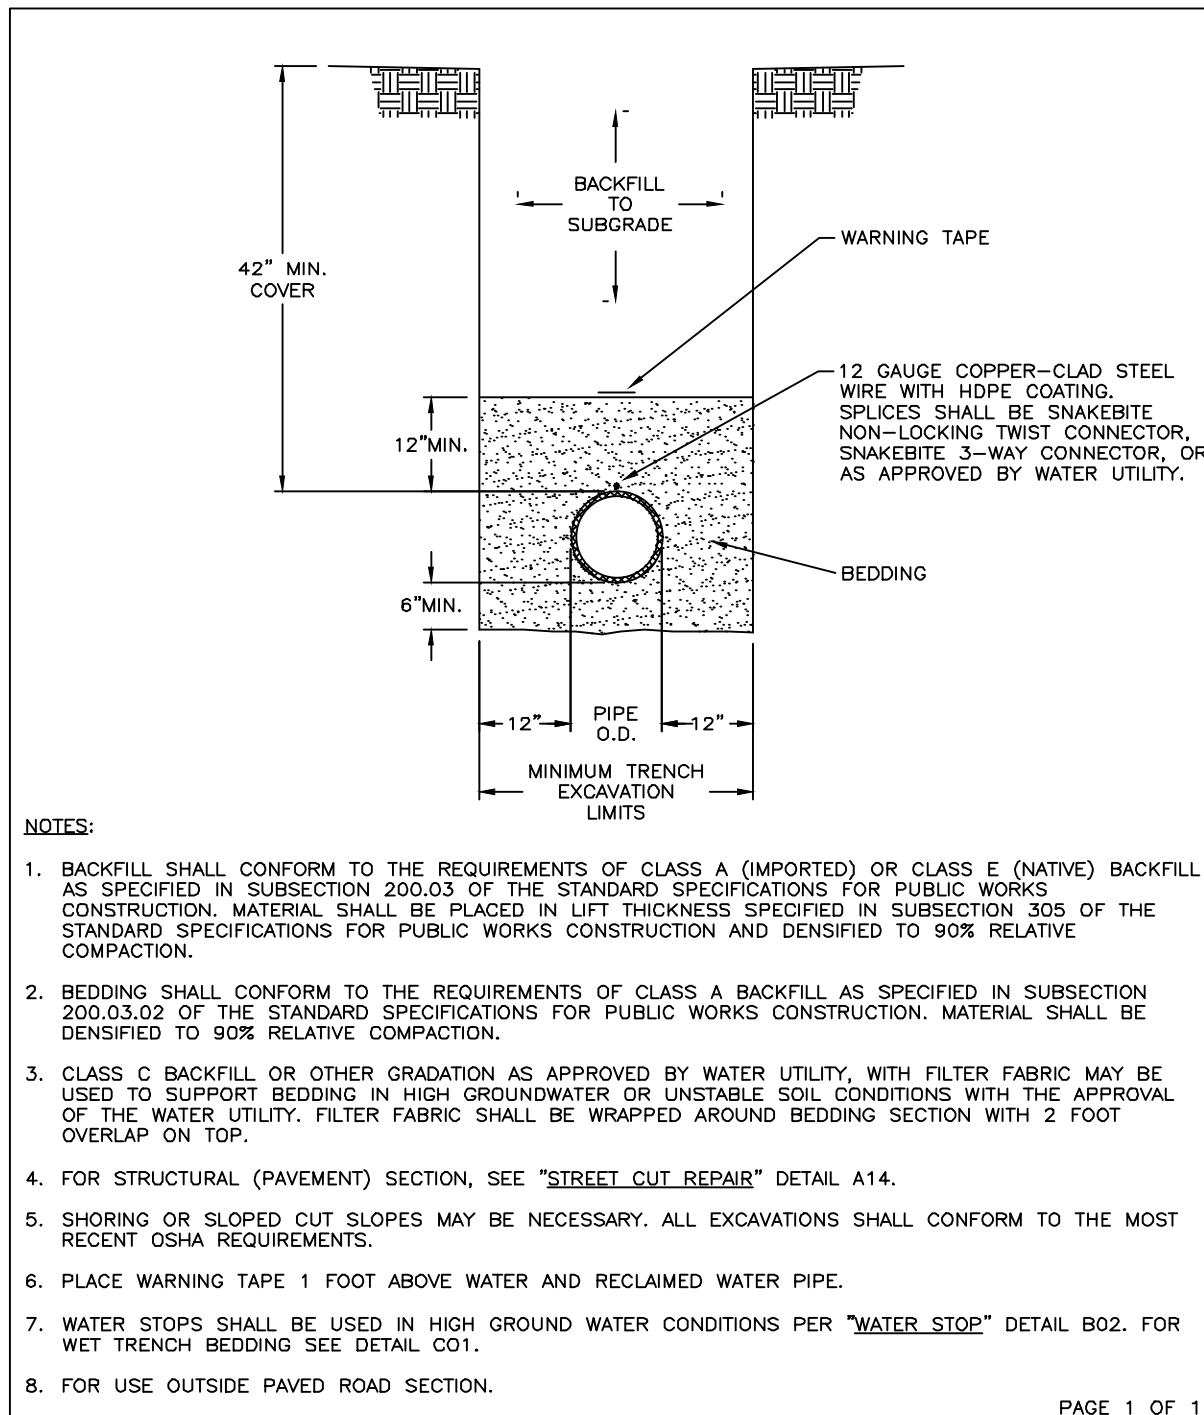 BACKFILL
TO
SUBGRADE
WARNING TAPE
42" MIN.
COVER
12 GAUGE COPPER-CLAD STEEL
WIRE WITH HDPE COATING.
SPLICES SHALL BE SNAKEBITE
NON-LOCKING TWIST CONNECTOR,
SNAKEBITE 3-WAY CONNECTOR, OR
AS APPROVED BY WATER UTILITY.
12"MIN.
BEDDING
6"MIN.
12"
PIPE
O.D.
12"
MINIMUM TRENCH
EXCAVATION
LIMITS
NOTES:
1. BACKFILL SHALL CONFORM TO THE REQUIREMENTS OF CLASS A (IMPORTED) OR CLASS E (NATIVE) BACKFILL
AS SPECIFIED IN SUBSECTION 200.03 OF THE STANDARD SPECIFICATIONS FOR PUBLIC WORKS
CONSTRUCTION. MATERIAL SHALL BE PLACED IN LIFT THICKNESS SPECIFIED IN SUBSECTION 305 OF THE
STANDARD SPECIFICATIONS FOR PUBLIC WORKS CONSTRUCTION AND DENSIFIED TO 90% RELATIVE
COMPACTION.
2. BEDDING SHALL CONFORM TO THE REQUIREMENTS OF CLASS A BACKFILL AS SPECIFIED IN SUBSECTION
200.03.02 OF THE STANDARD SPECIFICATIONS FOR PUBLIC WORKS CONSTRUCTION. MATERIAL SHALL BE
DENSIFIED TO 90% RELATIVE COMPACTION.
3. CLASS C BACKFILL OR OTHER GRADATION AS APPROVED BY WATER UTILITY, WITH FILTER FABRIC MAY BE
USED TO SUPPORT BEDDING IN HIGH GROUNDWATER OR UNSTABLE SOIL CONDITIONS WITH THE APPROVAL
OF THE WATER UTILITY. FILTER FABRIC SHALL BE WRAPPED AROUND BEDDING SECTION WITH 2 FOOT
OVERLAP ON TOP.
4. FOR STRUCTURAL (PAVEMENT) SECTION, SEE "STREET CUT REPAIR" DETAIL A14.
5. SHORING OR SLOPED CUT SLOPES MAY BE NECESSARY. ALL EXCAVATIONS SHALL CONFORM TO THE MOST
RECENT OSHA REQUIREMENTS.
6. PLACE WARNING TAPE 1 FOOT ABOVE WATER AND RECLAIMED WATER PIPE.
7. WATER STOPS SHALL BE USED IN HIGH GROUND WATER CONDITIONS PER "WATER STOP" DETAIL B02. FOR
WET TRENCH BEDDING SEE DETAIL C01.
8. FOR USE OUTSIDE PAVED ROAD SECTION.
PAGE 1 OF 1